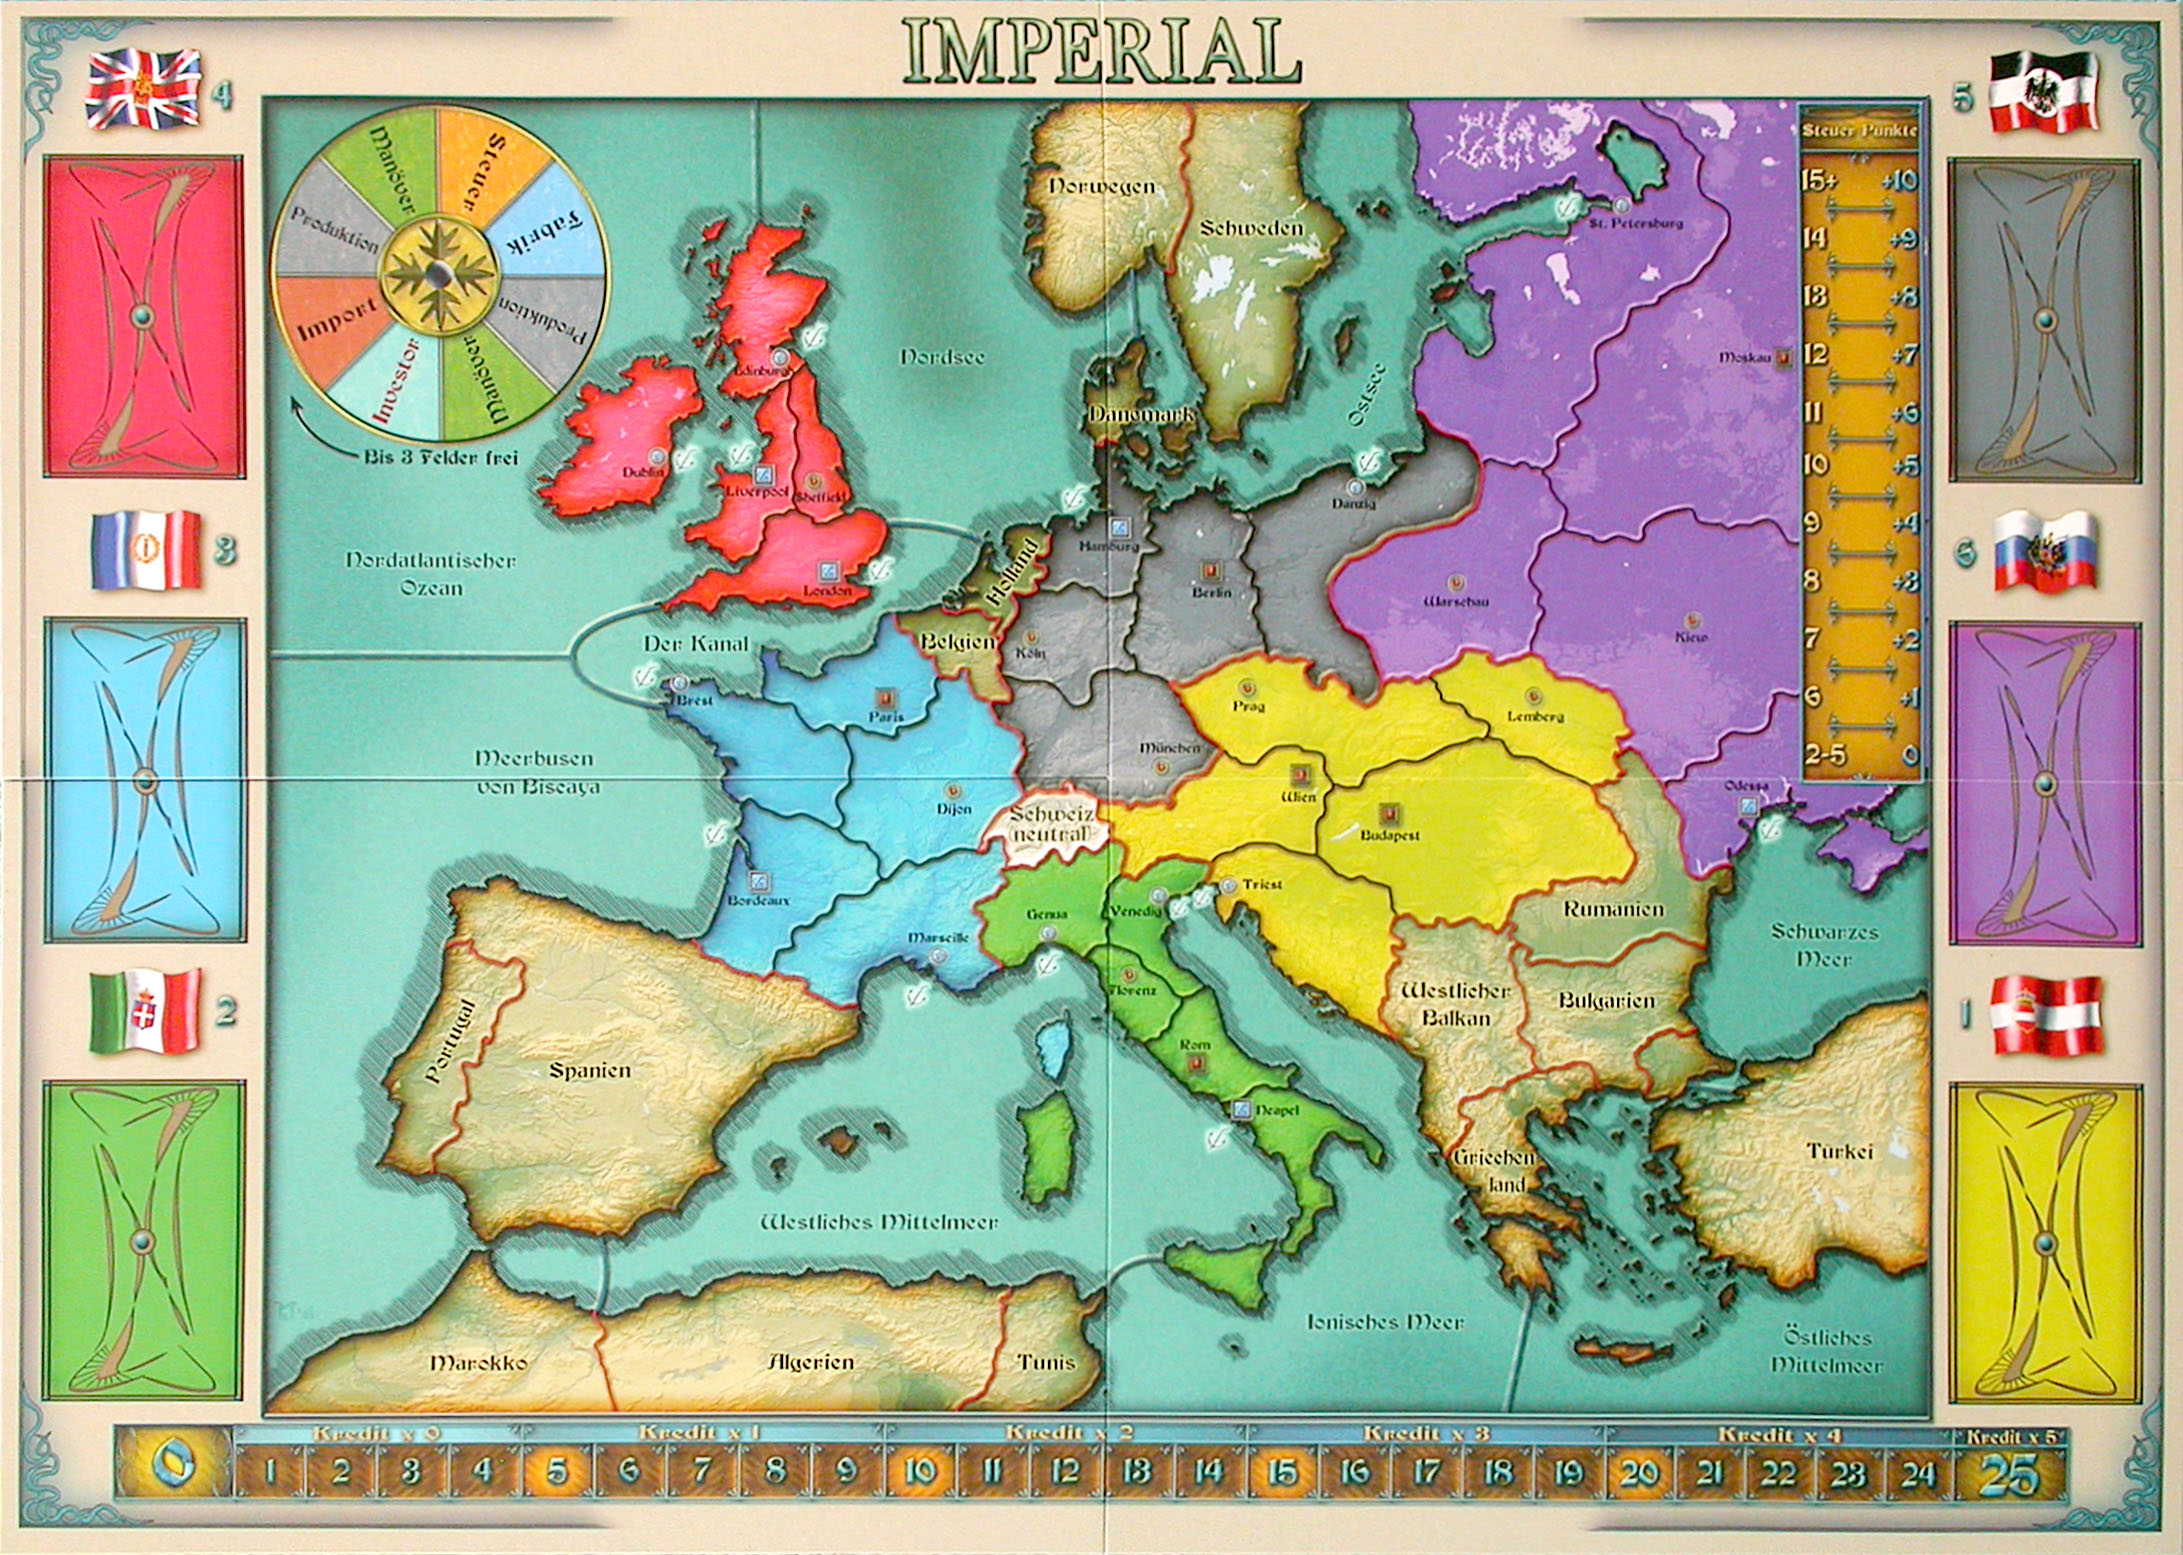 IMPERIAL
4
5
3
6
2
1
Manöver
Steuer
Fabrik
Produktion
Manöver
Investor
Import
Produktion
Bis 3 Felder frei
Steuer Punkte
15+ +10
14 +9
13 +8
12 +7
11 +6
10 +5
9 +4
8 +3
7 +2
6 +1
2-5 0
Norwegen
Schweden
St. Petersburg
Moskau
Nordsee
Ostsee
Edinburgh
Dänemark
Dublin
Liverpool
Sheffield
London
Danzig
Hamburg
Berlin
Holland
Nordatlantischer
Ozean
Der Kanal
Belgien
Köln
Warschau
Kiew
Brest
Paris
Prag
Lemberg
München
Meerbusen
von Biscaya
Dijon
Schweiz
(neutral)
Wien
Budapest
Odessa
Bordeaux
Marseille
Genua
Venedig
Triest
Rumänien
Schwarzes
Meer
Florenz
Westlicher
Balkan
Bulgarien
Portugal
Spanien
Rom
Neapel
Griechen
land
Türkei
Westliches Mittelmeer
Ionisches Meer
Östliches
Mittelmeer
Marokko
Algerien
Tunis
Kredit x 0 Kredit x 1 Kredit x 2 Kredit x 3 Kredit x 4 Kredit x 5
0 1 2 3 4 5 6 7 8 9 10 11 12 13 14 15 16 17 18 19 20 21 22 23 24 25